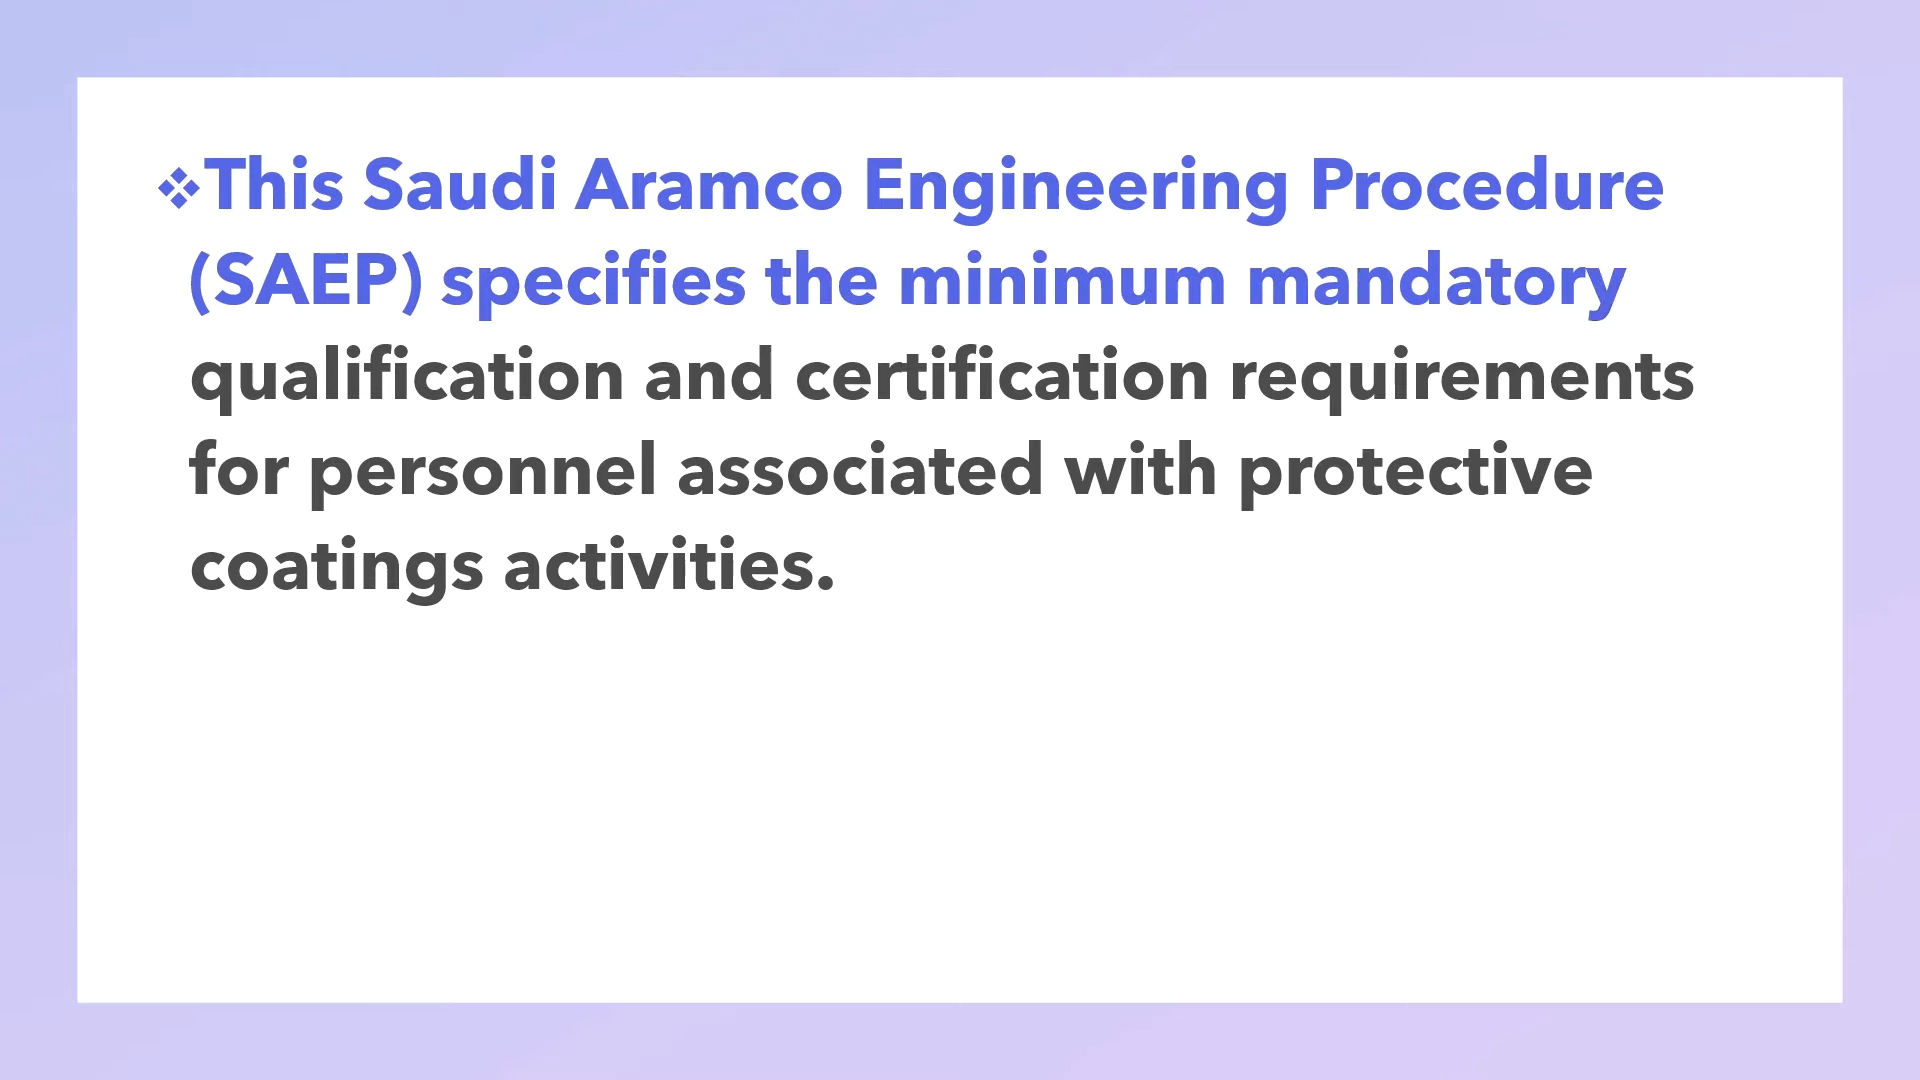 ❖This Saudi Aramco Engineering Procedure
(SAEP) specifies the minimum mandatory
qualification and certification requirements
for personnel associated with protective
coatings activities.